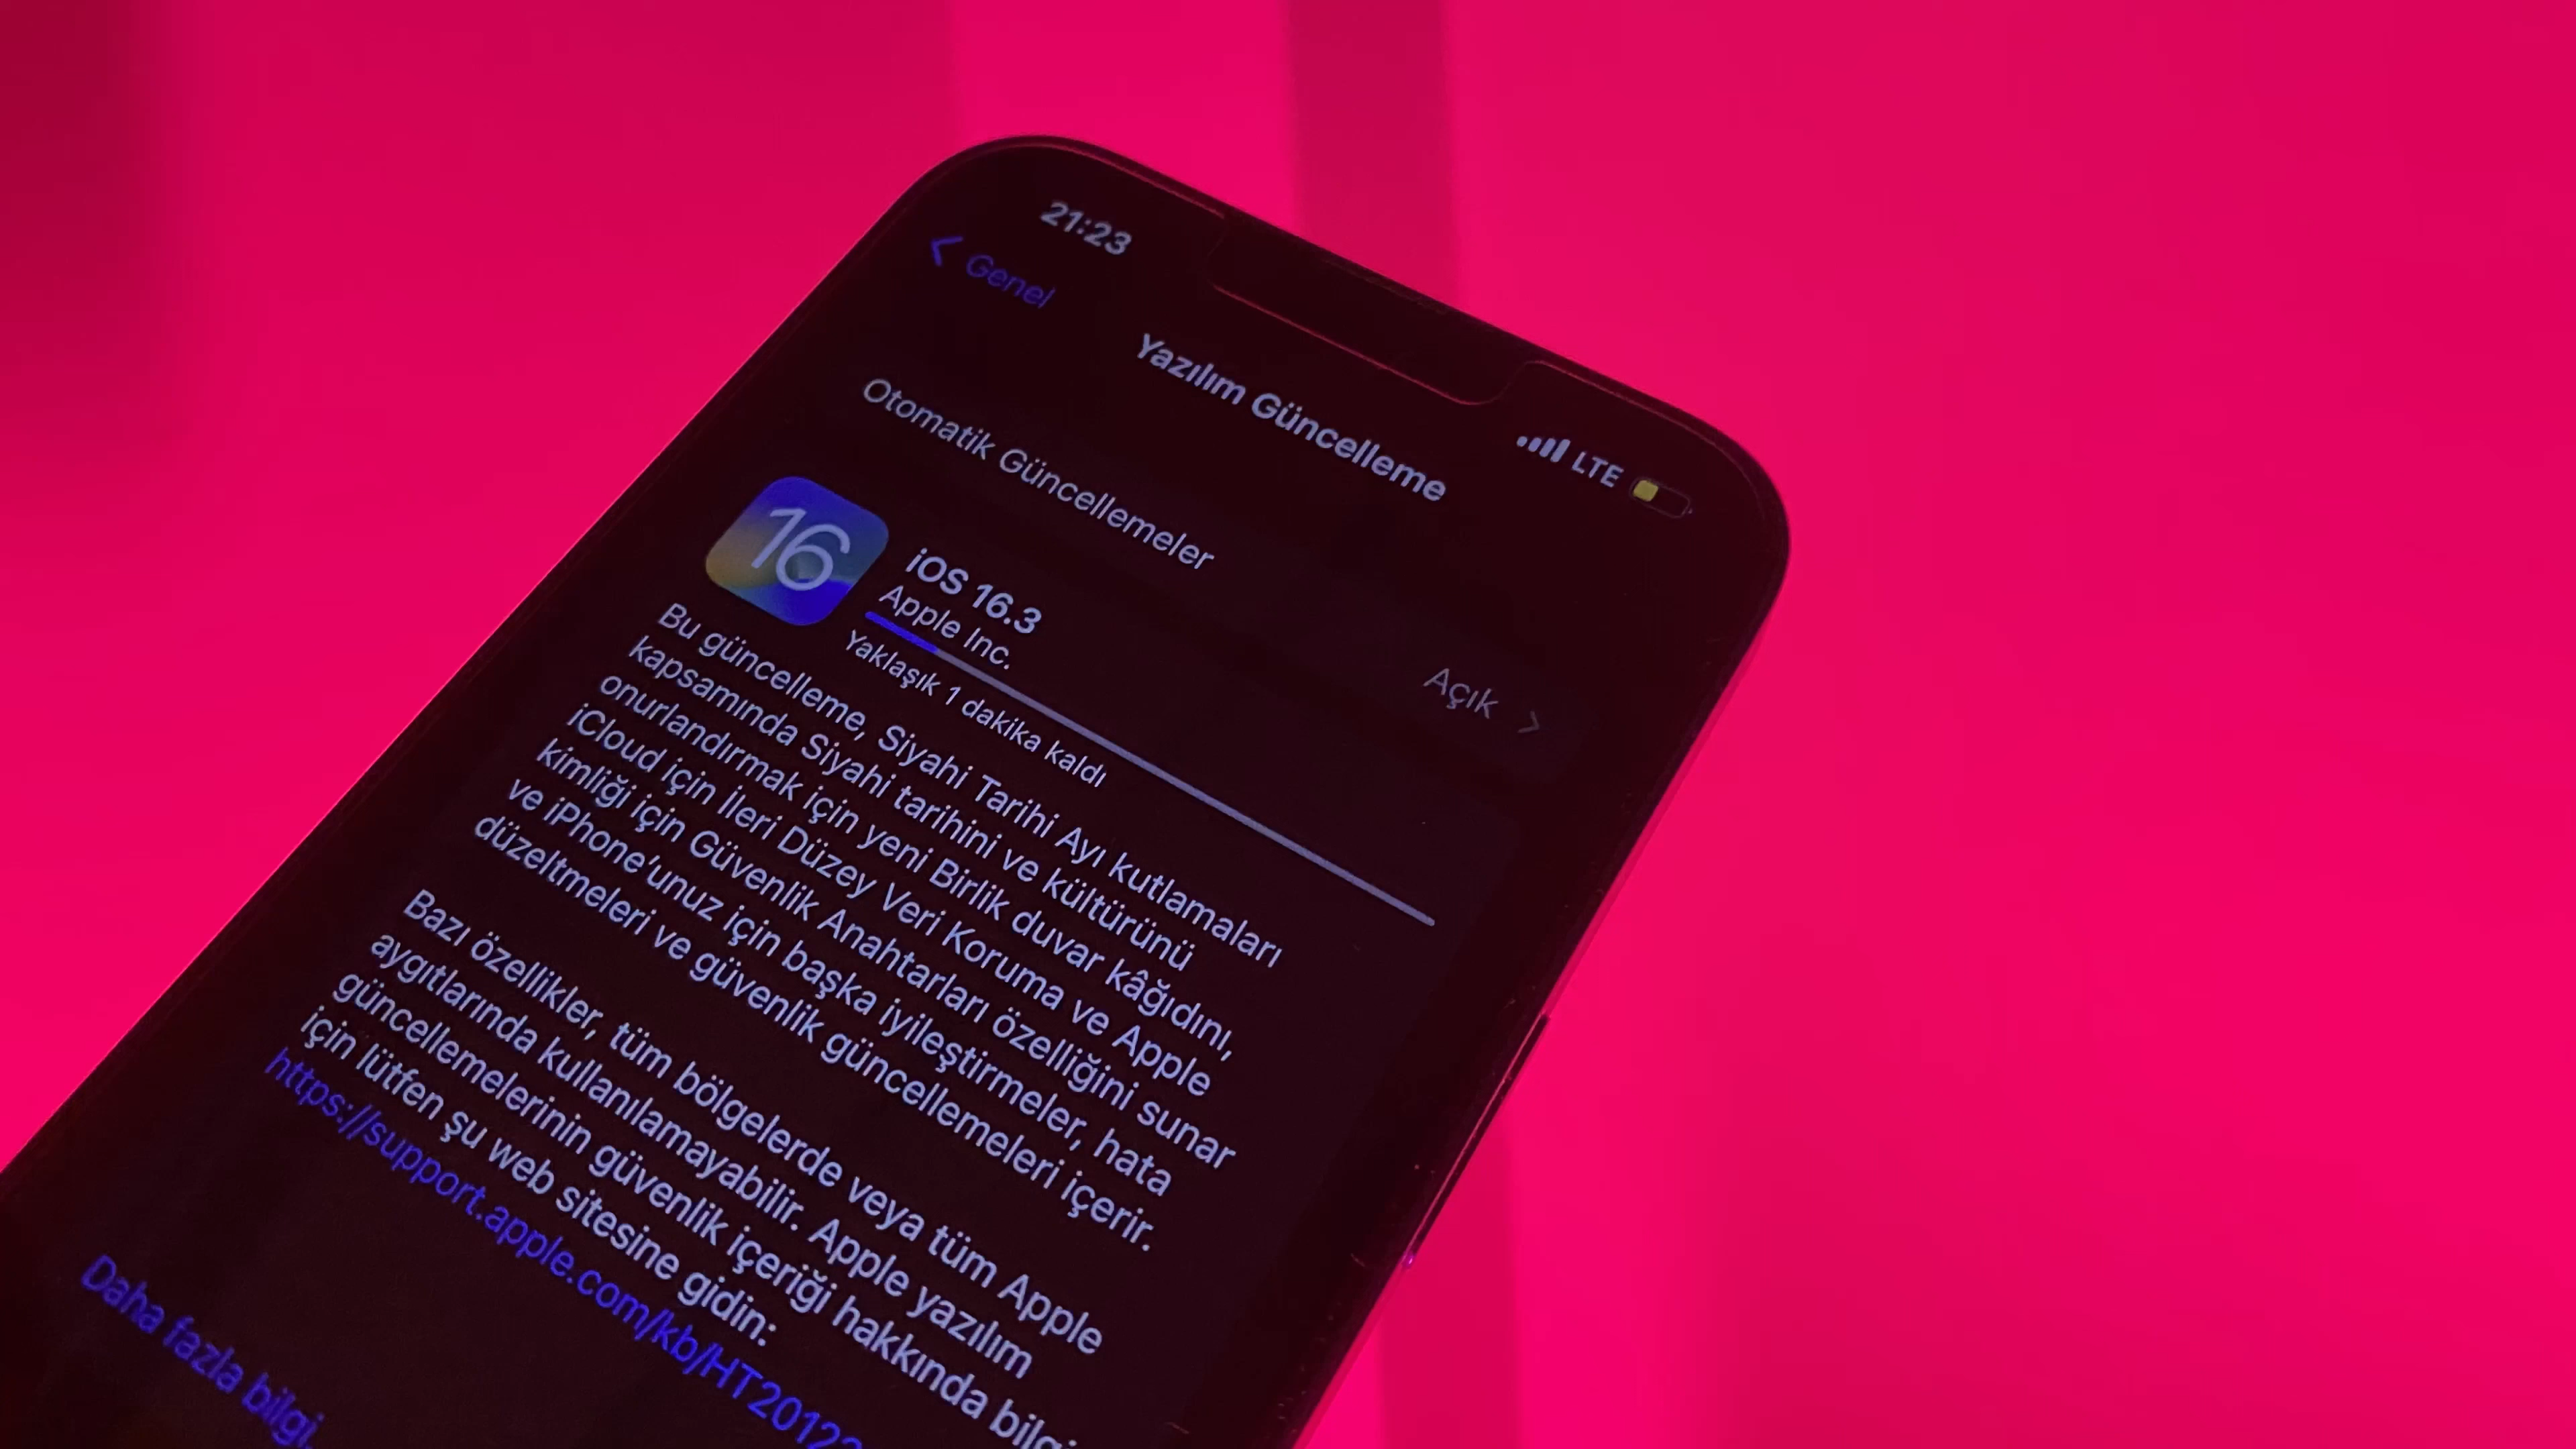 21:23
LTE
Genel
Yazılım Güncelleme
Otomatik Güncellemeler
Açık
16
iOS 16.3
Apple Inc.
Yaklaşık 1 dakika kaldı
Bu güncelleme, Siyahi Tarihi Ayı kutlamaları
kapsamında Siyahi tarihini ve kültürünü
onurlandırmak için yeni Birlik duvar kâğıdını,
iCloud için İleri Düzey Veri Koruma ve Apple
kimliği için Güvenlik Anahtarları özelliğini sunar
ve iPhone'unuz için başka iyileştirmeler, hata
düzeltmeleri ve güvenlik güncellemeleri içerir.
Bazı özellikler, tüm bölgelerde veya tüm Apple
aygıtlarında kullanılamayabilir. Apple yazılım
güncellemelerinin güvenlik içeriği hakkında bilgi
için lütfen şu web sitesine gidin:
https://support.apple.com/kb/HT20122
Daha fazla bilgi